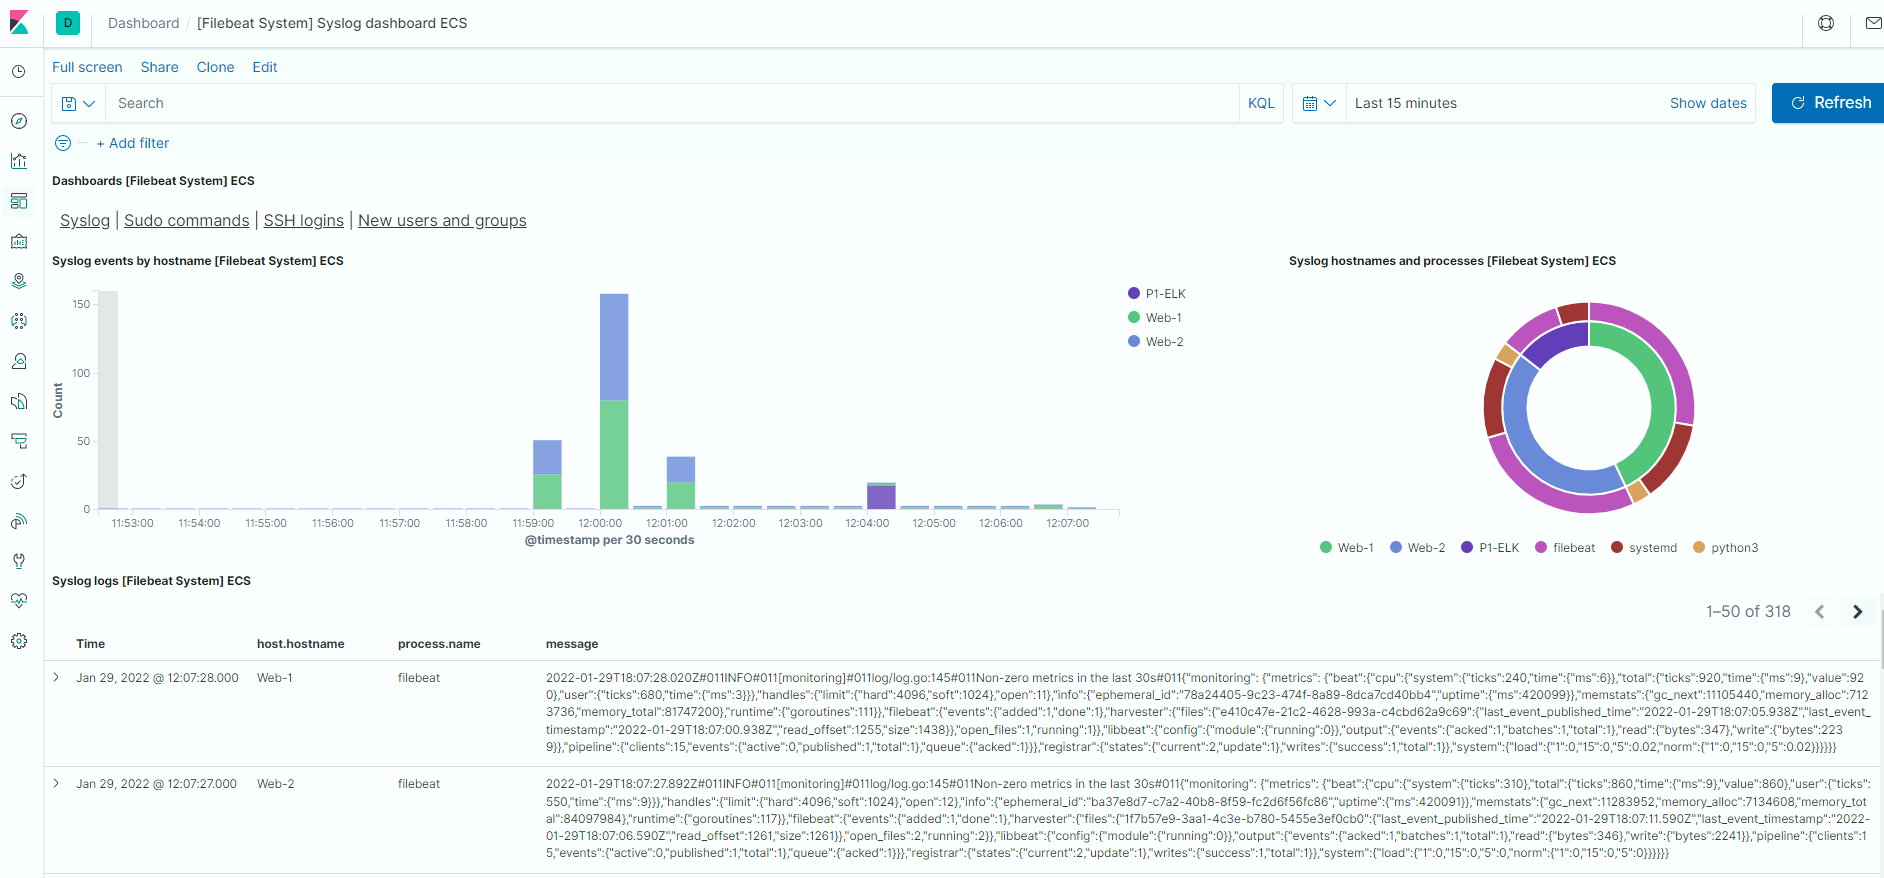 D Dashboard / [Filebeat System] Syslog dashboard ECS
Full screen Share Clone Edit
Search KQL Last 15 minutes Show dates Refresh
+ Add filter
Dashboards [Filebeat System] ECS
Syslog | Sudo commands | SSH logins | New users and groups
Syslog events by hostname [Filebeat System] ECS
150
100
50
0
Count
11:53:00 11:54:00 11:55:00 11:56:00 11:57:00 11:58:00 11:59:00 12:00:00 12:01:00 12:02:00 12:03:00 12:04:00 12:05:00 12:06:00 12:07:00
@timestamp per 30 seconds
P1-ELK
Web-1
Web-2
Syslog hostnames and processes [Filebeat System] ECS
Web-1 Web-2 P1-ELK filebeat systemd python3
Syslog logs [Filebeat System] ECS
1–50 of 318
Time host.hostname process.name message
Jan 29, 2022 @ 12:07:28.000 Web-1 filebeat 2022-01-29T18:07:28.020Z#011INFO#011[monitoring]#011log/log.go:145#011Non-zero metrics in the last 30s#011{"monitoring": {"metrics": {"beat":{"cpu":{"system":{"ticks":240,"time":{"ms":6}},"total":{"ticks":920,"time":{"ms":9},"value":92
0},"user":{"ticks":680,"time":{"ms":3}}},"handles":{"limit":{"hard":4096,"soft":1024},"open":11},"info":{"ephemeral_id":"78a24405-9c23-474f-8a89-8dca7cd40bb4","uptime":{"ms":420099}},"memstats":{"gc_next":11105440,"memory_alloc":712
3736,"memory_total":81747200},"runtime":{"goroutines":111}},"filebeat":{"events":{"added":1,"done":1},"harvester":{"files":{"e410c47e-21c2-4628-993a-c4cbd62a9c69":{"last_event_published_time":"2022-01-29T18:07:05.938Z","last_event_
timestamp":"2022-01-29T18:07:00.938Z","read_offset":1255,"size":1438}},"open_files":1,"running":1}},"libbeat":{"config":{"module":{"running":0}},"output":{"events":{"acked":1,"batches":1,"total":1},"read":{"bytes":347},"write":{"bytes":223
9}},"pipeline":{"clients":15,"events":{"active":0,"published":1,"total":1},"queue":{"acked":1}}},"registrar":{"states":{"current":2,"update":1},"writes":{"success":1,"total":1}},"system":{"load":{"1":0,"15":0,"5":0.02,"norm":{"1":0,"15":0,"5":0.02}}}}}}
Jan 29, 2022 @ 12:07:27.000 Web-2 filebeat 2022-01-29T18:07:27.892Z#011INFO#011[monitoring]#011log/log.go:145#011Non-zero metrics in the last 30s#011{"monitoring": {"metrics": {"beat":{"cpu":{"system":{"ticks":310},"total":{"ticks":860,"time":{"ms":9},"value":860},"user":{"ticks":
550,"time":{"ms":9}}},"handles":{"limit":{"hard":4096,"soft":1024},"open":12},"info":{"ephemeral_id":"ba37e8d7-c7a2-40b8-8f59-fc2d6f56fc86","uptime":{"ms":420091}},"memstats":{"gc_next":11283952,"memory_alloc":7134608,"memory_tot
al":84097984},"runtime":{"goroutines":117}},"filebeat":{"events":{"added":1,"done":1},"harvester":{"files":{"1f7b57e9-3aa1-4c3e-b780-5455e3ef0cb0":{"last_event_published_time":"2022-01-29T18:07:11.590Z","last_event_timestamp":"2022-
01-29T18:07:06.590Z","read_offset":1261,"size":1261}},"open_files":2,"running":2}},"libbeat":{"config":{"module":{"running":0}},"output":{"events":{"acked":1,"batches":1,"total":1},"read":{"bytes":346},"write":{"bytes":2241}},"pipeline":{"clients":1
5,"events":{"active":0,"published":1,"total":1},"queue":{"acked":1}}},"registrar":{"states":{"current":2,"update":1},"writes":{"success":1,"total":1}},"system":{"load":{"1":0,"15":0,"5":0,"norm":{"1":0,"15":0,"5":0}}}}}}